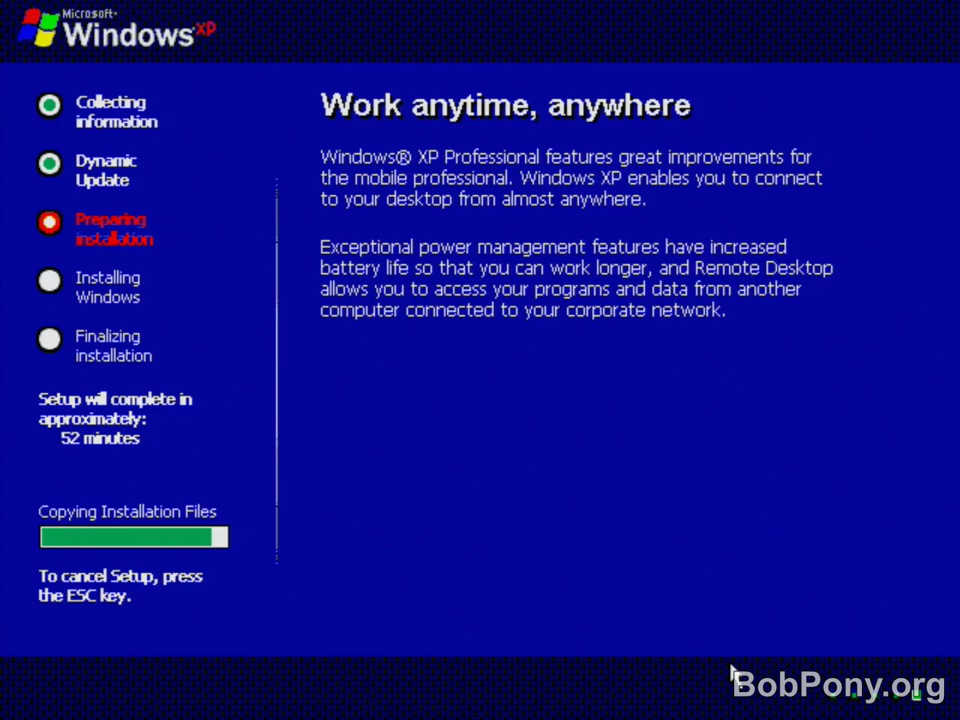 Microsoft®
Windows XP
Collecting
information
Dynamic
Update
Preparing
installation
Installing
Windows
Finalizing
installation
Setup will complete in
approximately:
52 minutes
Copying Installation Files
To cancel Setup, press
the ESC key.
Work anytime, anywhere
Windows® XP Professional features great improvements for
the mobile professional. Windows XP enables you to connect
to your desktop from almost anywhere.
Exceptional power management features have increased
battery life so that you can work longer, and Remote Desktop
allows you to access your programs and data from another
computer connected to your corporate network.
BobPony.org